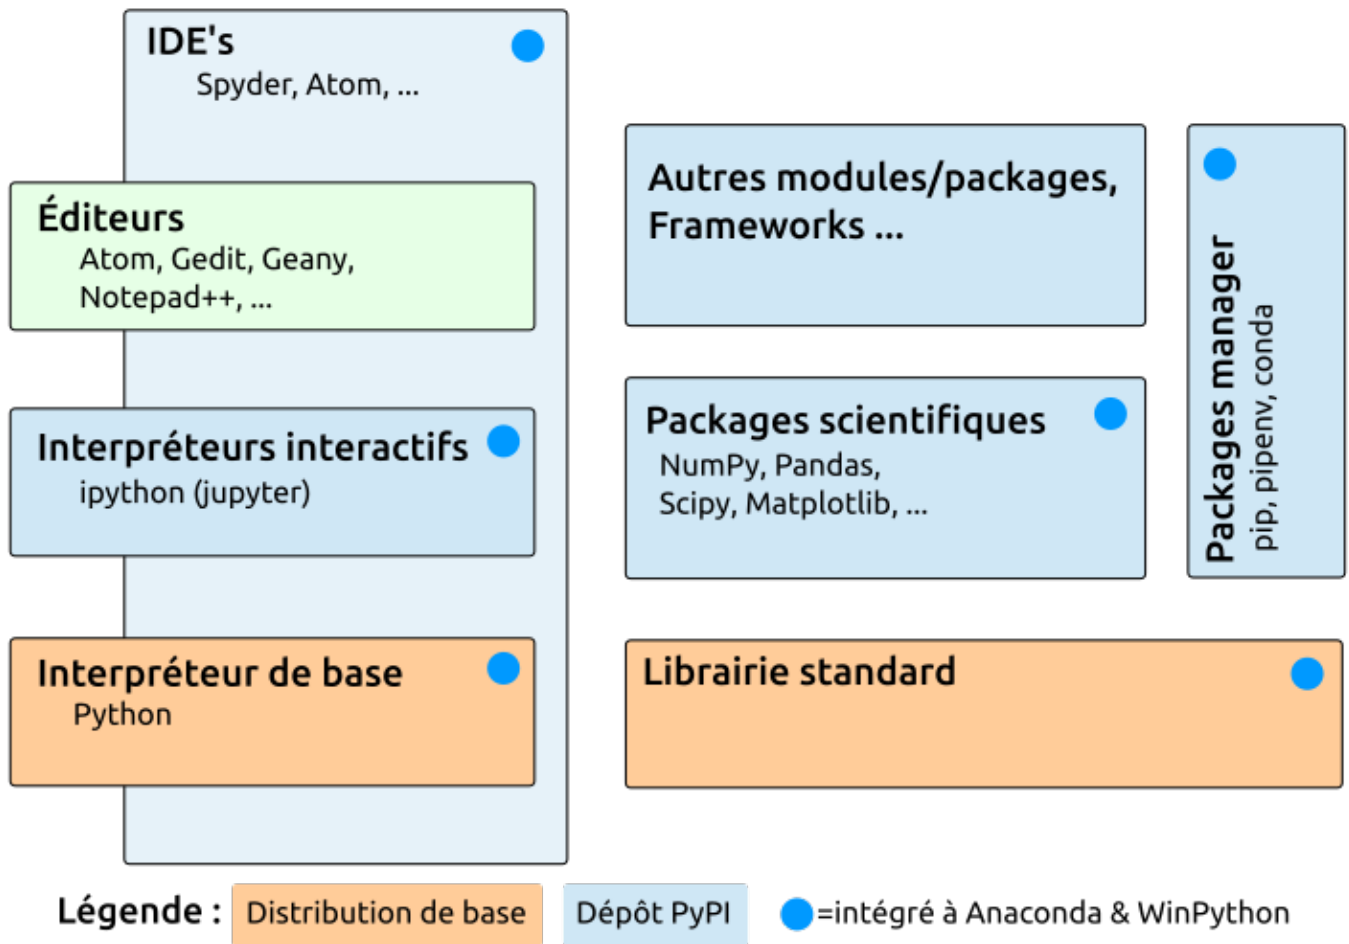 IDE's
Spyder, Atom, ...
Éditeurs
Atom, Gedit, Geany,
Notepad++, ...
Interpréteurs interactifs
ipython (jupyter)
Interpréteur de base
Python
Autres modules/packages,
Frameworks ...
Packages scientifiques
NumPy, Pandas,
Scipy, Matplotlib, ...
Packages manager
pip, pipenv, conda
Librairie standard
Légende : Distribution de base Dépôt PyPI =intégré à Anaconda & WinPython